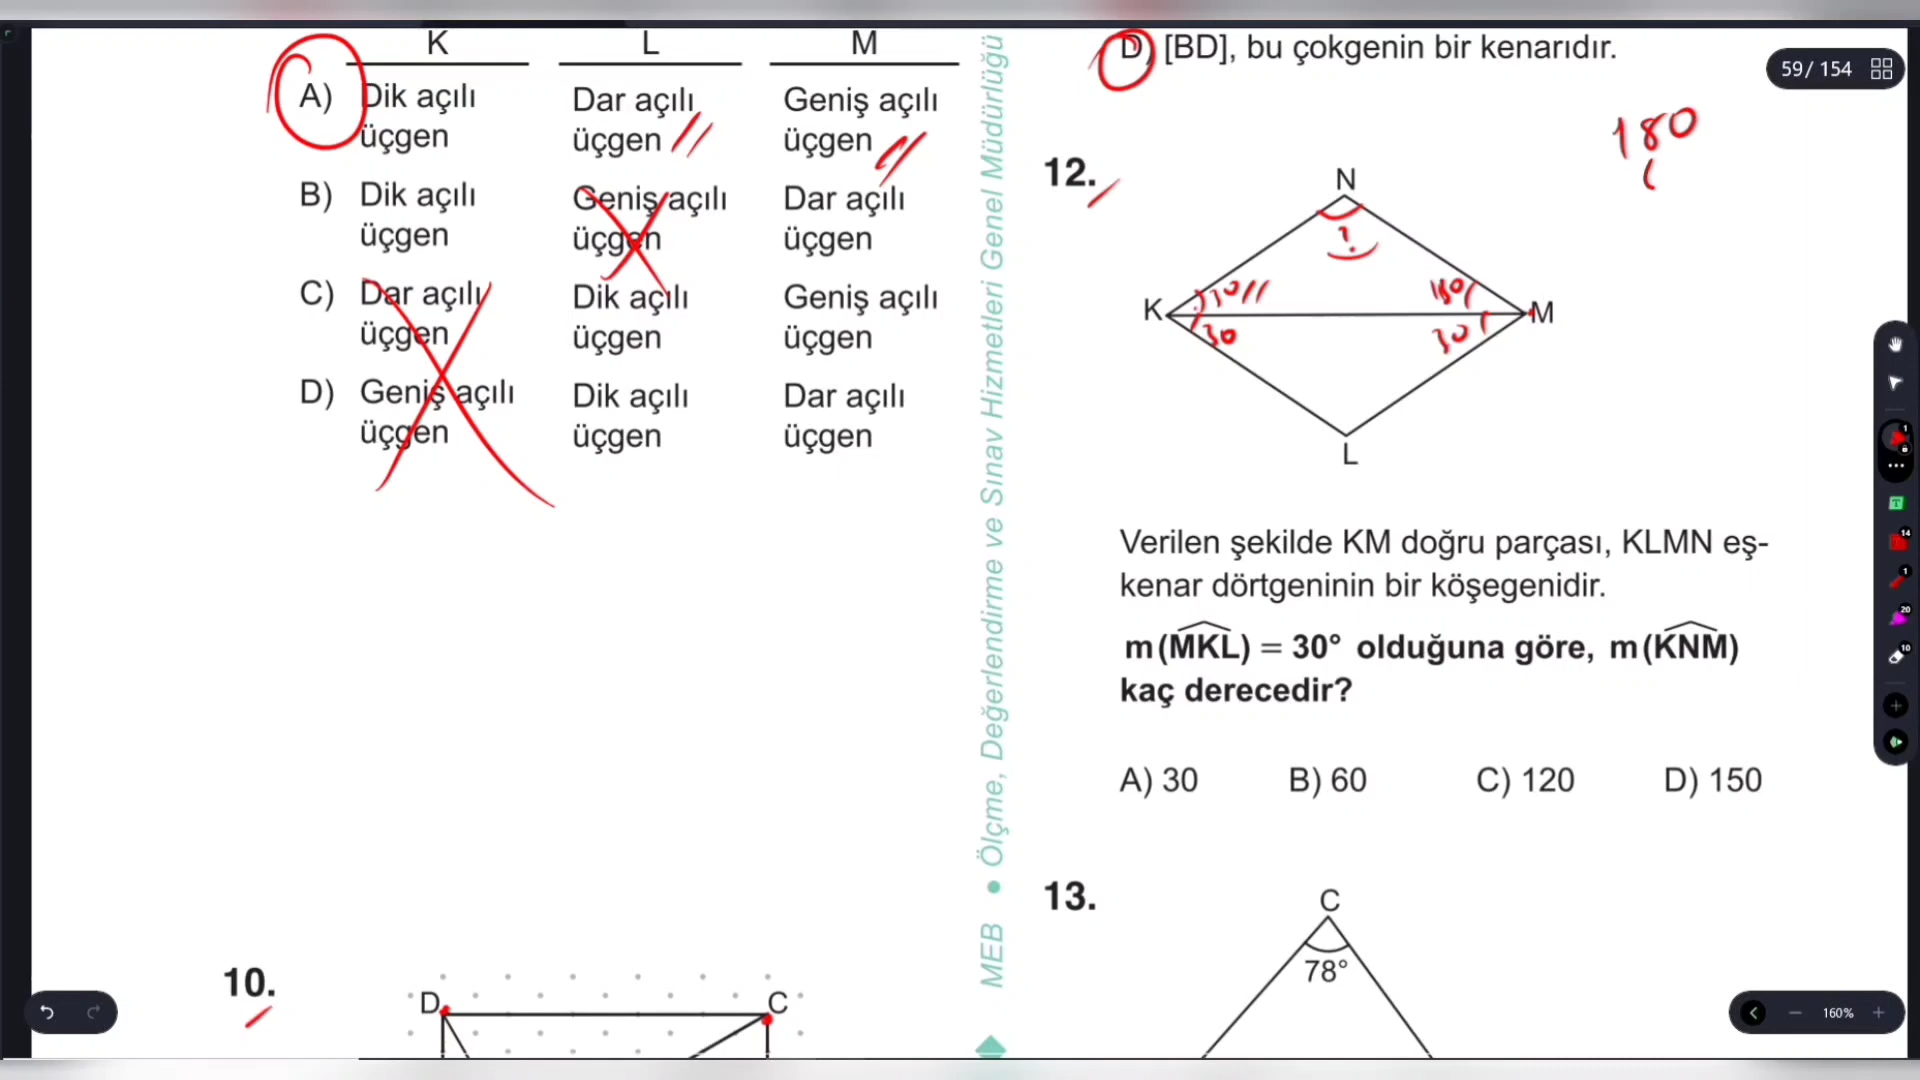 K L M
A) Dik açılı Dar açılı Geniş açılı
üçgen üçgen üçgen
B) Dik açılı Geniş açılı Dar açılı
üçgen üçgen üçgen
C) Dar açılı Dik açılı Geniş açılı
üçgen üçgen üçgen
D) Geniş açılı Dik açılı Dar açılı
üçgen üçgen üçgen
10.
D C
MEB ● Ölçme, Değerlendirme ve Sınav Hizmetleri Genel Müdürlüğü
D) [BD], bu çokgenin bir kenarıdır.
59/ 154
180
12.
N
?
K M
30 30
L
Verilen şekilde KM doğru parçası, KLMN eş-
kenar dörtgeninin bir köşegenidir.
m(MKL) = 30° olduğuna göre, m(KNM)
kaç derecedir?
A) 30 B) 60 C) 120 D) 150
13.
C
78°
160%